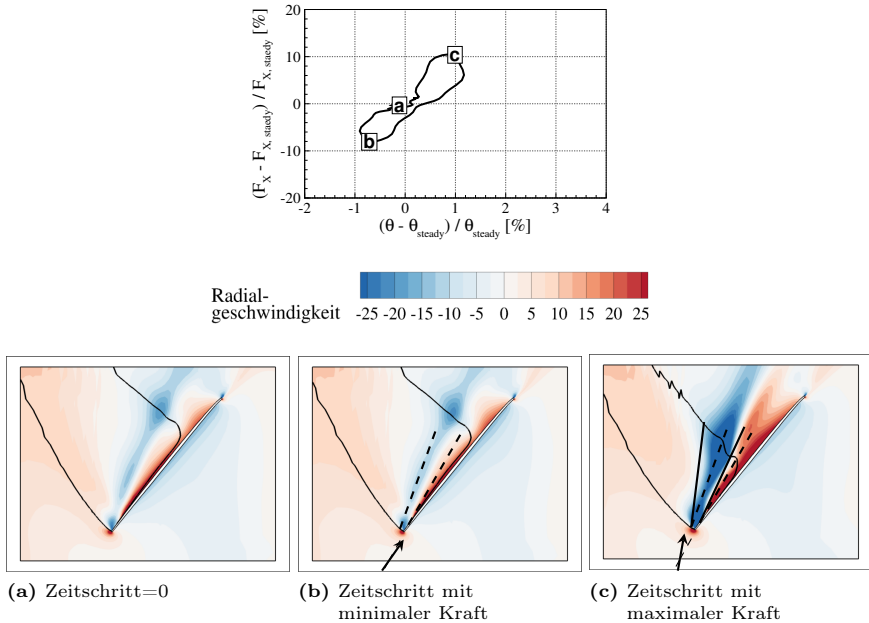 20
10
0
-10
-20
(F_X - F_X, staedy) / F_X, staedy [%]
a
b
c
-2 -1 0 1 2 3 4
(θ - θ_steady) / θ_steady [%]
Radial-
geschwindigkeit
-25 -20 -15 -10 -5 0 5 10 15 20 25
(a) Zeitschritt=0
(b) Zeitschritt mit
minimaler Kraft
(c) Zeitschritt mit
maximaler Kraft